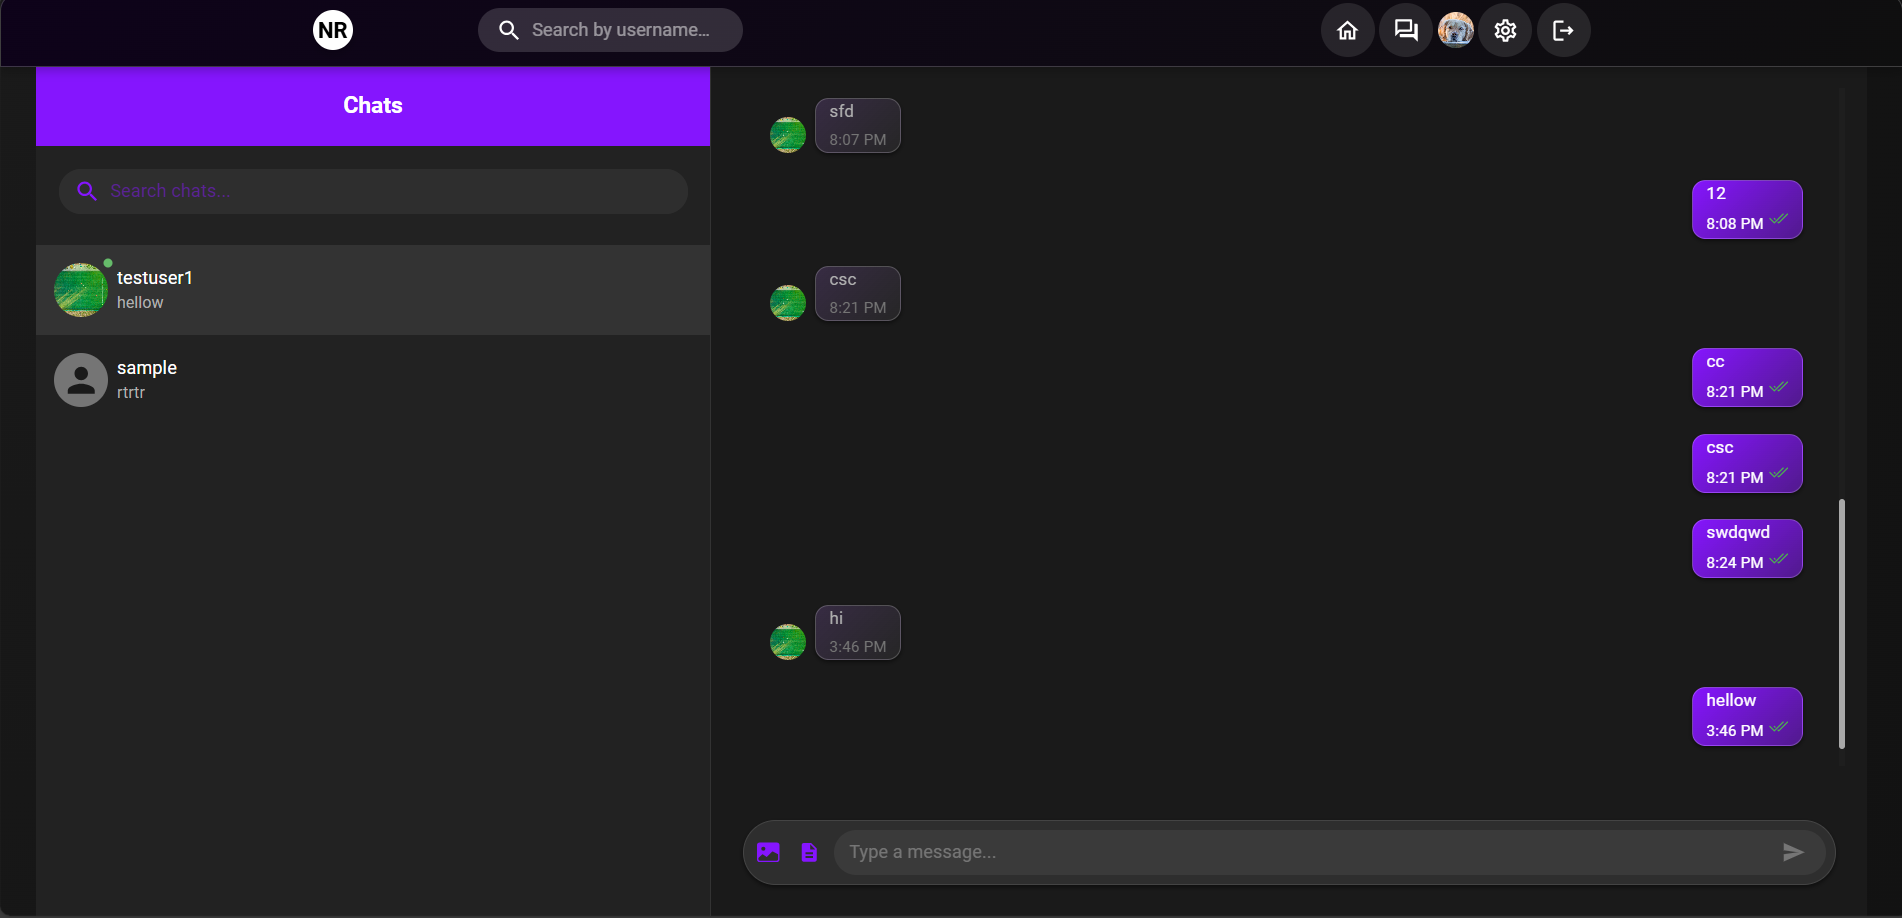 NR
Search by username...
Chats
Search chats...
testuser1
hellow
sample
rtrtr
sfd
8:07 PM
12
8:08 PM
csc
8:21 PM
cc
8:21 PM
csc
8:21 PM
swdqwd
8:24 PM
hi
3:46 PM
hellow
3:46 PM
Type a message...